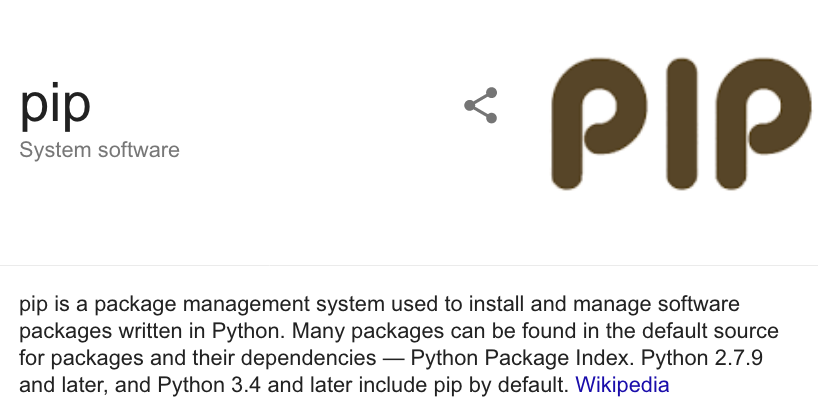 pip
System software
PIP
pip is a package management system used to install and manage software
packages written in Python. Many packages can be found in the default source
for packages and their dependencies — Python Package Index. Python 2.7.9
and later, and Python 3.4 and later include pip by default. Wikipedia